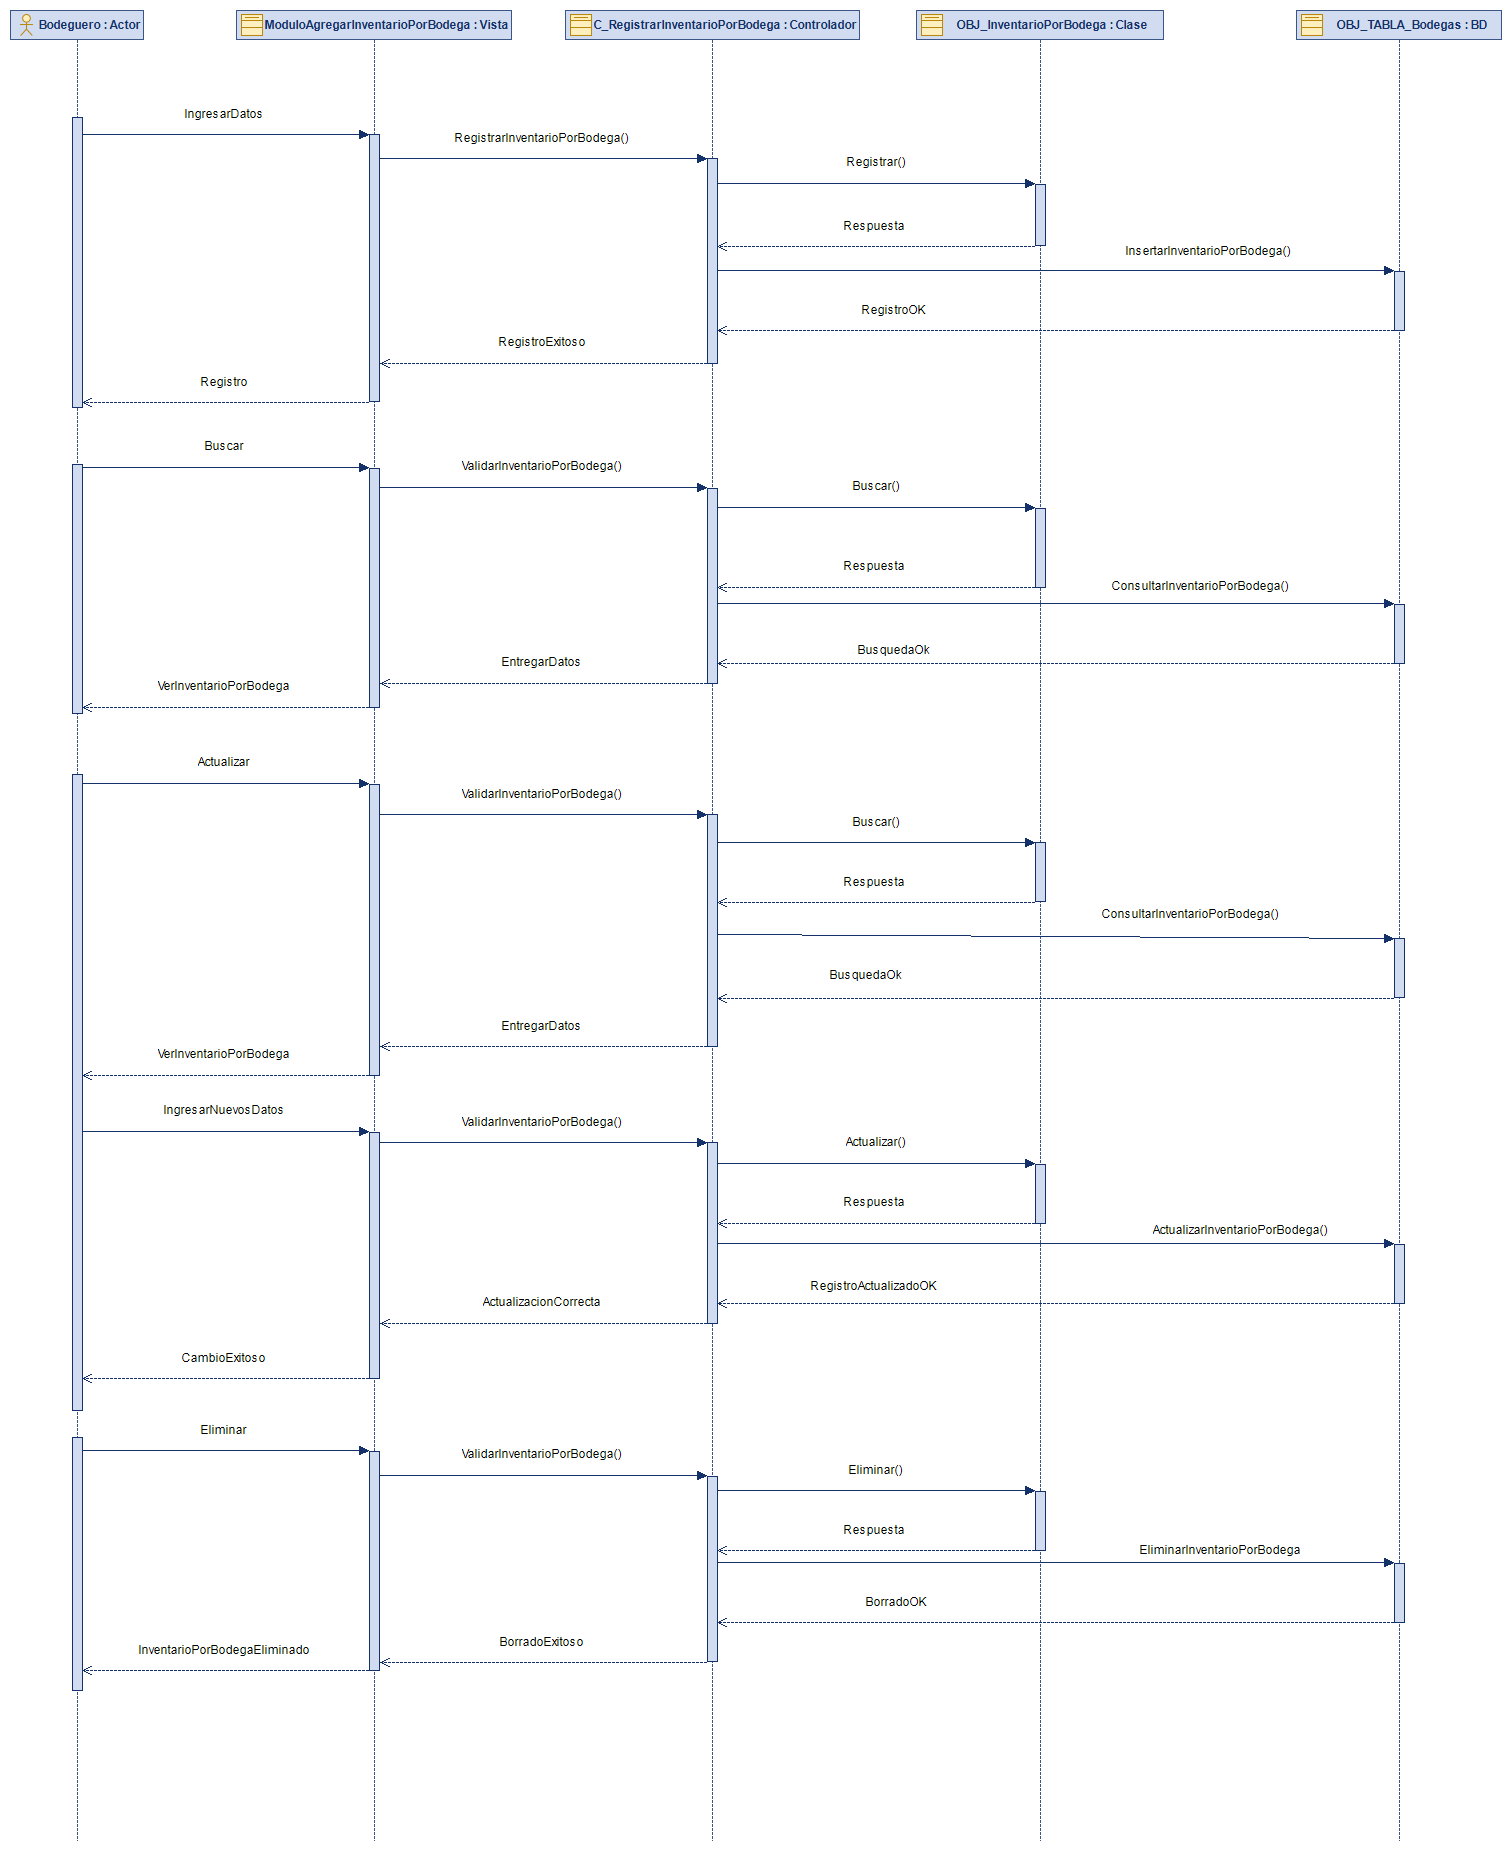 Bodeguero : Actor
ModuloAgregarInventarioPorBodega : Vista
C_RegistrarInventarioPorBodega : Controlador
OBJ_InventarioPorBodega : Clase
OBJ_TABLA_Bodegas : BD
IngresarDatos
RegistrarInventarioPorBodega()
Registrar()
Respuesta
InsertarInventarioPorBodega()
RegistroOK
RegistroExitoso
Registro
Buscar
ValidarInventarioPorBodega()
Buscar()
Respuesta
ConsultarInventarioPorBodega()
BusquedaOk
EntregarDatos
VerInventarioPorBodega
Actualizar
ValidarInventarioPorBodega()
Buscar()
Respuesta
ConsultarInventarioPorBodega()
BusquedaOk
EntregarDatos
VerInventarioPorBodega
IngresarNuevosDatos
ValidarInventarioPorBodega()
Actualizar()
Respuesta
ActualizarInventarioPorBodega()
RegistroActualizadoOK
ActualizacionCorrecta
CambioExitoso
Eliminar
ValidarInventarioPorBodega()
Eliminar()
Respuesta
EliminarInventarioPorBodega
BorradoOK
BorradoExitoso
InventarioPorBodegaEliminado